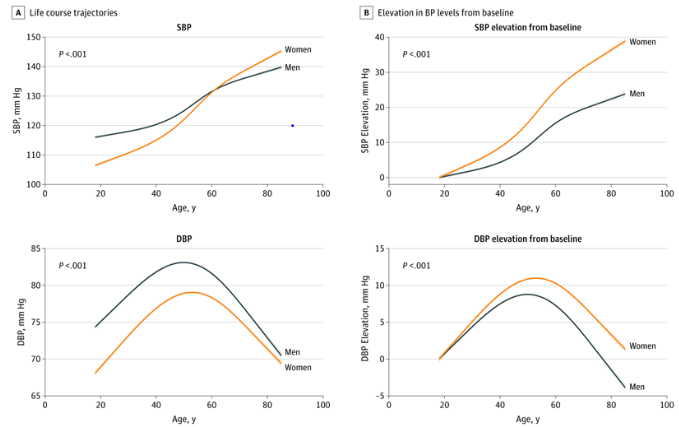 A Life course trajectories
SBP
P <.001
150
140
130
120
110
100
SBP, mm Hg
Women
Men
0 20 40 60 80 100
Age, y
DBP
P <.001
85
80
75
70
65
DBP, mm Hg
Men
Women
0 20 40 60 80 100
Age, y
B Elevation in BP levels from baseline
SBP elevation from baseline
P <.001
40
30
20
10
0
SBP Elevation, mm Hg
Women
Men
0 20 40 60 80 100
Age, y
DBP elevation from baseline
P <.001
15
10
5
0
-5
DBP Elevation, mm Hg
Women
Men
0 20 40 60 80 100
Age, y